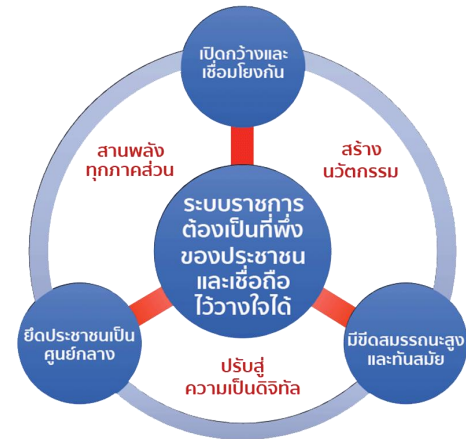 เปิดกว้างและ
เชื่อมโยงกัน
สานพลัง
ทุกภาคส่วน
สร้าง
นวัตกรรม
ระบบราชการ
ต้องเป็นที่พึ่ง
ของประชาชน
และเชื่อถือ
ไว้วางใจได้
ยึดประชาชนเป็น
ศูนย์กลาง
มีขีดสมรรถนะสูง
และทันสมัย
ปรับสู่
ความเป็นดิจิทัล